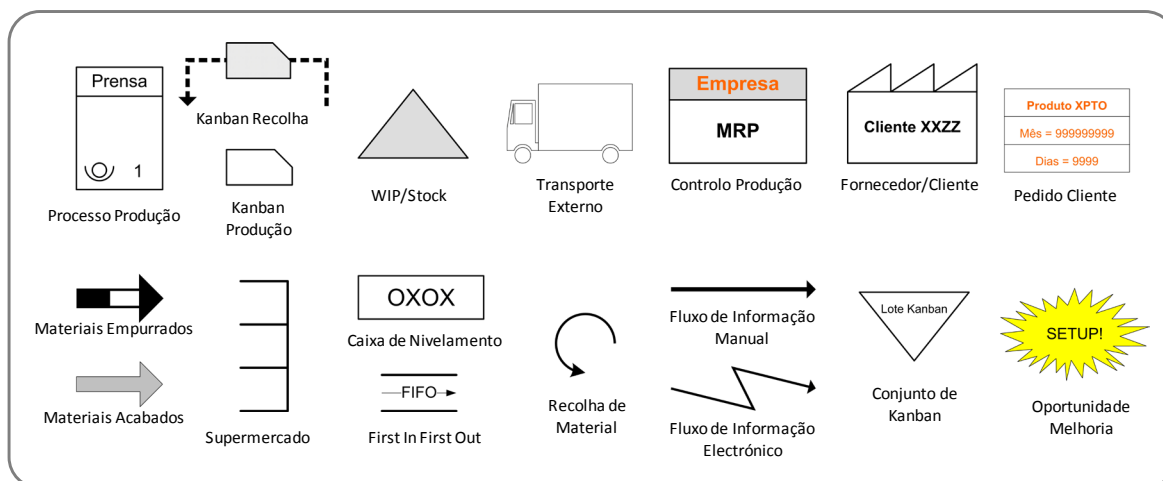 Prensa
1
Processo Produção
Kanban Recolha
Kanban
Produção
WIP/Stock
Transporte
Externo
Empresa
MRP
Controlo Produção
Cliente XXZZ
Fornecedor/Cliente
Produto XPTO
Mês = 999999999
Dias = 9999
Pedido Cliente
Materiais Empurrados
Materiais Acabados
Supermercado
OXOX
Caixa de Nivelamento
FIFO
First In First Out
Recolha de
Material
Fluxo de Informação
Manual
Fluxo de Informação
Electrónico
Lote Kanban
Conjunto de
Kanban
SETUP!
Oportunidade
Melhoria